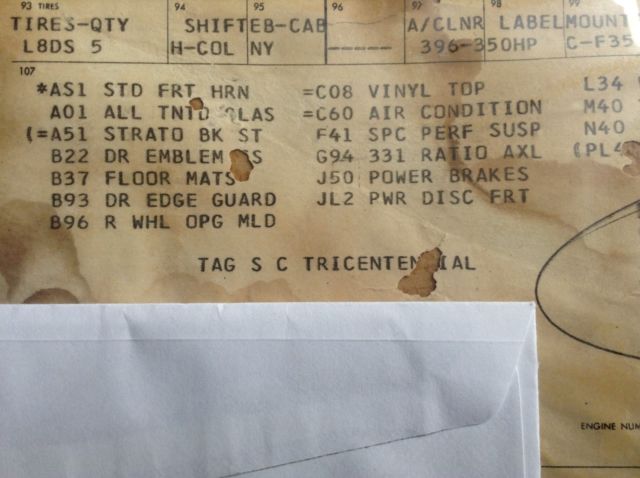 93 TIRES 94 95 96 97 98 99
TIRES-QTY SHIFT EB-CAB A/CLNR LABEL MOUNT
L8DS 5 H-COL NY 396-350HP C-F35
107
*AS1 STD FRT HRN =C08 VINYL TOP L34
A01 ALL TNTD GLAS =C60 AIR CONDITION M40
(=A51 STRATO BK ST F41 SPC PERF SUSP N40
B22 DR EMBLEM G94 331 RATIO AXL (PL4
B37 FLOOR MATS J50 POWER BRAKES
B93 DR EDGE GUARD JL2 PWR DISC FRT
B96 R WHL OPG MLD
TAG S C TRICENTENNIAL
ENGINE NUM